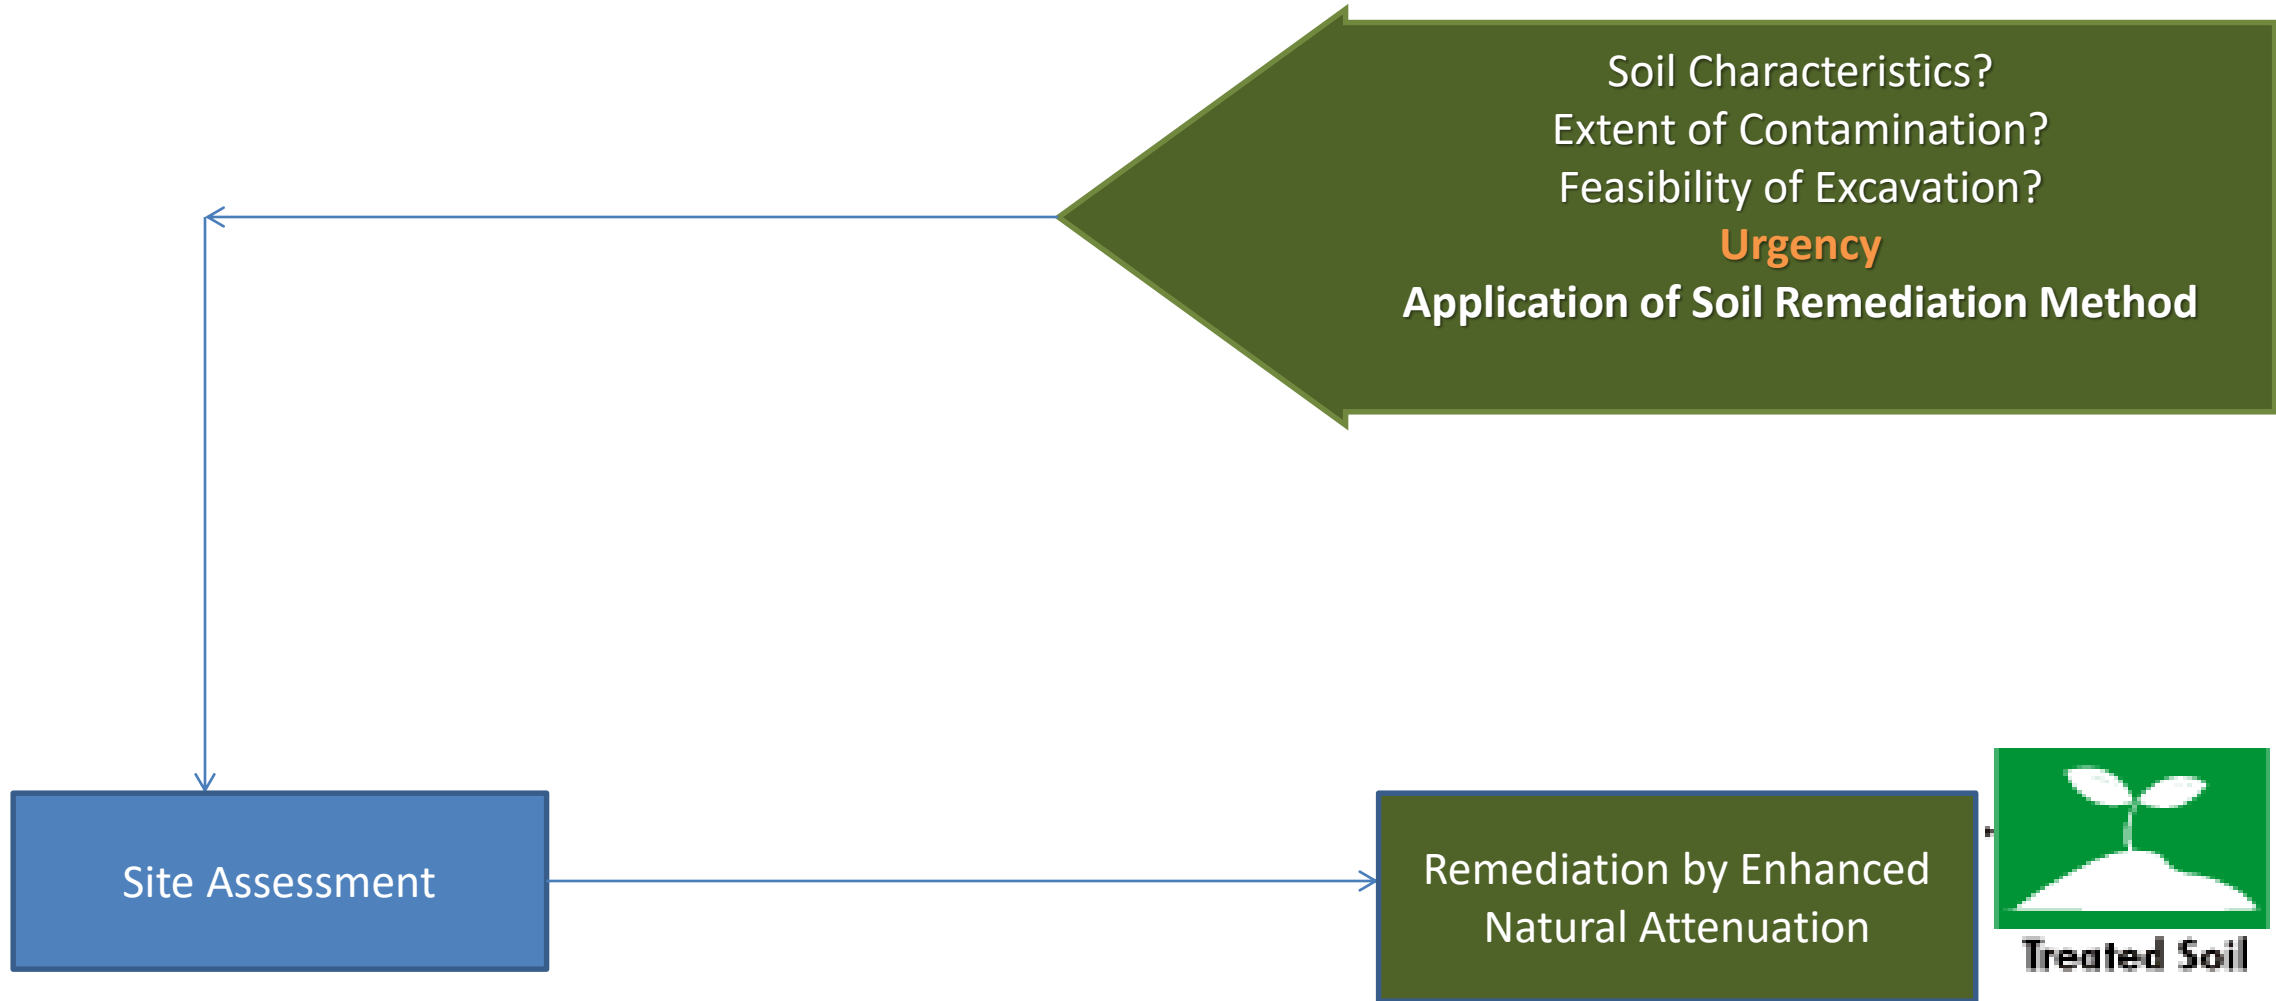 Soil Characteristics?
Extent of Contamination?
Feasibility of Excavation?
Urgency
Application of Soil Remediation Method
Site Assessment
Remediation by Enhanced
Natural Attenuation
Treated Soil